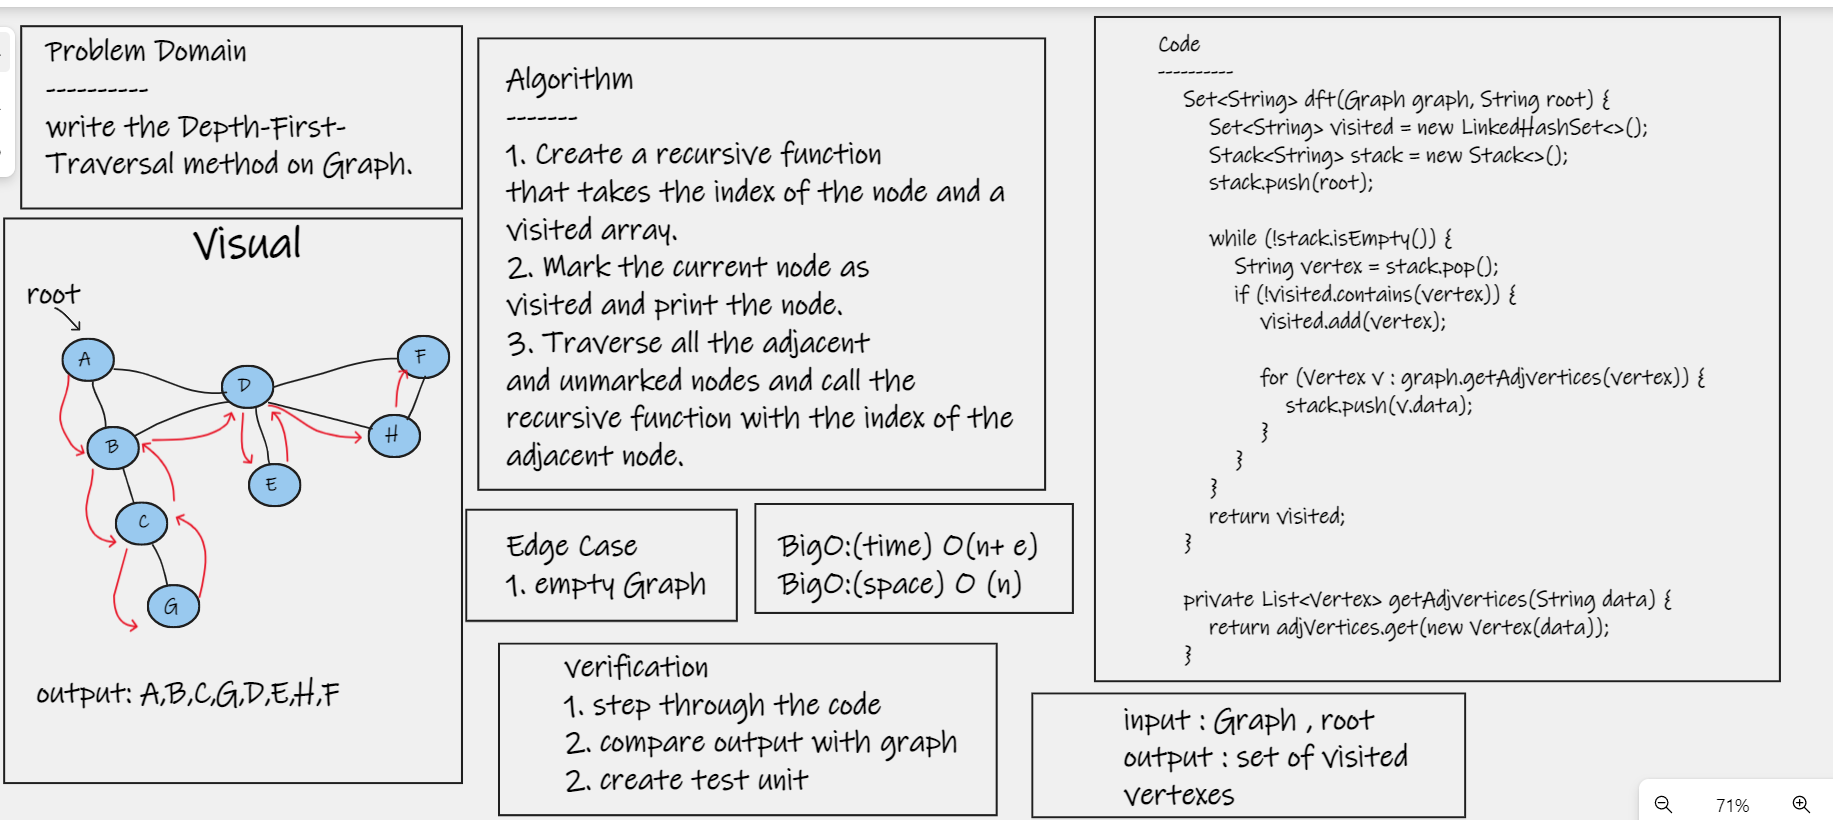 Problem Domain
----------
write the Depth-First-
Traversal method on Graph.
Visual
root
A
B
C
G
D
E
F
H
output: A,B,C,G,D,E,H,F
Algorithm
-------
1. Create a recursive function
that takes the index of the node and a
visited array.
2. Mark the current node as
visited and print the node.
3. Traverse all the adjacent
and unmarked nodes and call the
recursive function with the index of the
adjacent node.
Edge Case
1. empty Graph
BigO:(time) O(n+ e)
BigO:(space) O (n)
verification
1. step through the code
2. compare output with graph
2. create test unit
Code
----------
Set<String> dft(Graph graph, String root) {
Set<String> visited = new LinkedHashSet<>();
Stack<String> stack = new Stack<>();
stack.push(root);
while (!stack.isEmpty()) {
String vertex = stack.pop();
if (!visited.contains(vertex)) {
visited.add(vertex);
for (Vertex v : graph.getAdjvertices(vertex)) {
stack.push(v.data);
}
}
}
return visited;
}
private List<Vertex> getAdjvertices(String data) {
return adjVertices.get(new Vertex(data));
}
input : Graph , root
output : set of visited
vertexes
71%